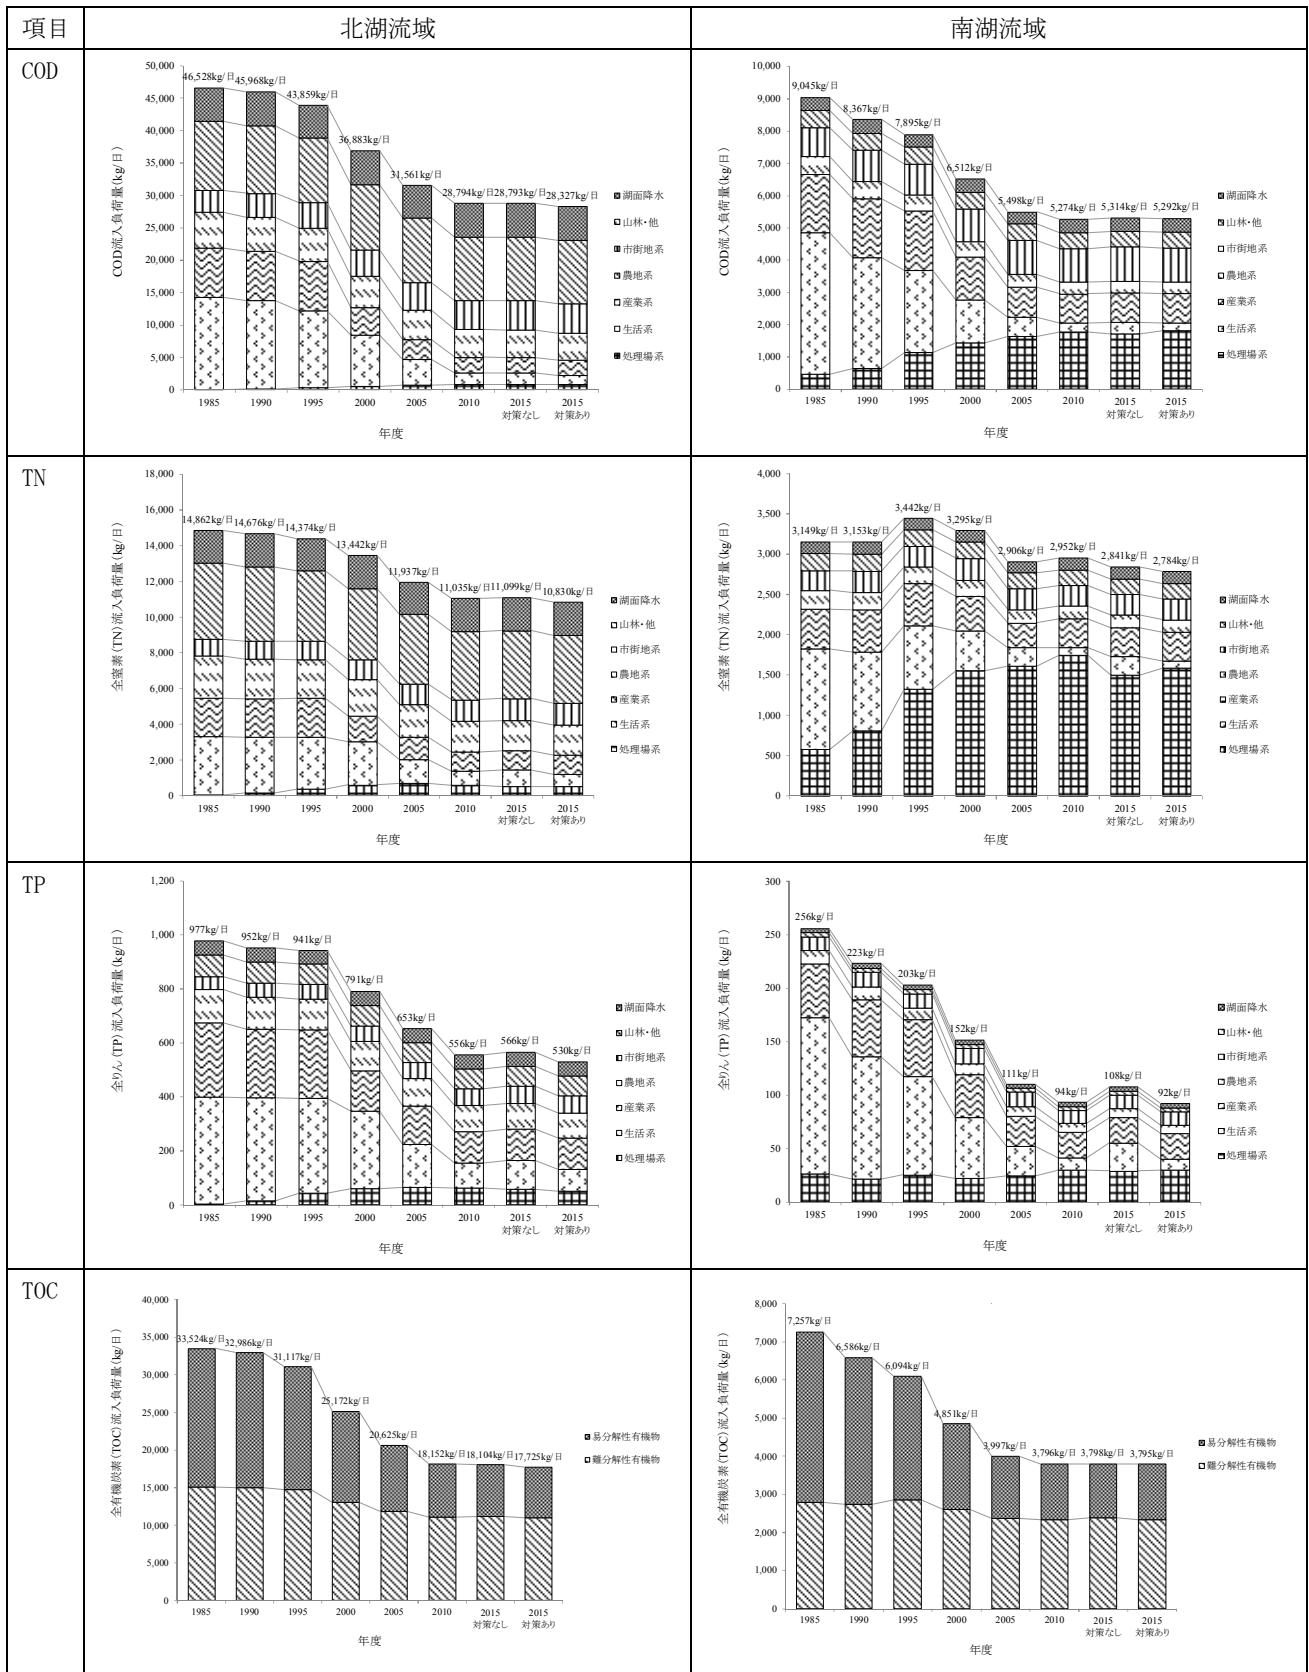 項目 北湖流域 南湖流域
COD
50,000
45,000
40,000
35,000
30,000
25,000
20,000
15,000
10,000
5,000
0
COD流入負荷量(kg/日)
46,528kg/日
45,968kg/日
43,859kg/日
36,883kg/日
31,561kg/日
28,794kg/日
28,793kg/日
28,327kg/日
1985 1990 1995 2000 2005 2010 2015 2015
対策なし 対策あり
年度
湖面降水
山林・他
市街地系
農地系
産業系
生活系
処理場系
10,000
9,000
8,000
7,000
6,000
5,000
4,000
3,000
2,000
1,000
0
COD流入負荷量(kg/日)
9,045kg/日
8,367kg/日
7,895kg/日
6,512kg/日
5,498kg/日
5,274kg/日
5,314kg/日
5,292kg/日
1985 1990 1995 2000 2005 2010 2015 2015
対策なし 対策あり
年度
湖面降水
山林・他
市街地系
農地系
産業系
生活系
処理場系
TN
18,000
16,000
14,000
12,000
10,000
8,000
6,000
4,000
2,000
0
全窒素(TN)流入負荷量(kg/日)
14,862kg/日
14,676kg/日
14,374kg/日
13,442kg/日
11,937kg/日
11,035kg/日
11,099kg/日
10,830kg/日
1985 1990 1995 2000 2005 2010 2015 2015
対策なし 対策あり
年度
湖面降水
山林・他
市街地系
農地系
産業系
生活系
処理場系
4,000
3,500
3,000
2,500
2,000
1,500
1,000
500
0
全窒素(TN)流入負荷量(kg/日)
3,149kg/日
3,153kg/日
3,442kg/日
3,295kg/日
2,906kg/日
2,952kg/日
2,841kg/日
2,784kg/日
1985 1990 1995 2000 2005 2010 2015 2015
対策なし 対策あり
年度
湖面降水
山林・他
市街地系
農地系
産業系
生活系
処理場系
TP
1,200
1,000
800
600
400
200
0
全りん(TP)流入負荷量(kg/日)
977kg/日
952kg/日
941kg/日
791kg/日
653kg/日
556kg/日
566kg/日
530kg/日
1985 1990 1995 2000 2005 2010 2015 2015
対策なし 対策あり
年度
湖面降水
山林・他
市街地系
農地系
産業系
生活系
処理場系
300
250
200
150
100
50
0
全りん(TP)流入負荷量(kg/日)
256kg/日
223kg/日
203kg/日
152kg/日
111kg/日
94kg/日
108kg/日
92kg/日
1985 1990 1995 2000 2005 2010 2015 2015
対策なし 対策あり
年度
湖面降水
山林・他
市街地系
農地系
産業系
生活系
処理場系
TOC
40,000
35,000
30,000
25,000
20,000
15,000
10,000
5,000
0
全有機炭素(TOC)流入負荷量(kg/日)
33,524kg/日
32,986kg/日
31,117kg/日
25,172kg/日
20,625kg/日
18,152kg/日
18,104kg/日
17,725kg/日
1985 1990 1995 2000 2005 2010 2015 2015
対策なし 対策あり
年度
易分解性有機物
難分解性有機物
8,000
7,000
6,000
5,000
4,000
3,000
2,000
1,000
0
全有機炭素(TOC)流入負荷量(kg/日)
7,257kg/日
6,586kg/日
6,094kg/日
4,851kg/日
3,997kg/日
3,796kg/日
3,798kg/日
3,795kg/日
1985 1990 1995 2000 2005 2010 2015 2015
対策なし 対策あり
年度
易分解性有機物
難分解性有機物